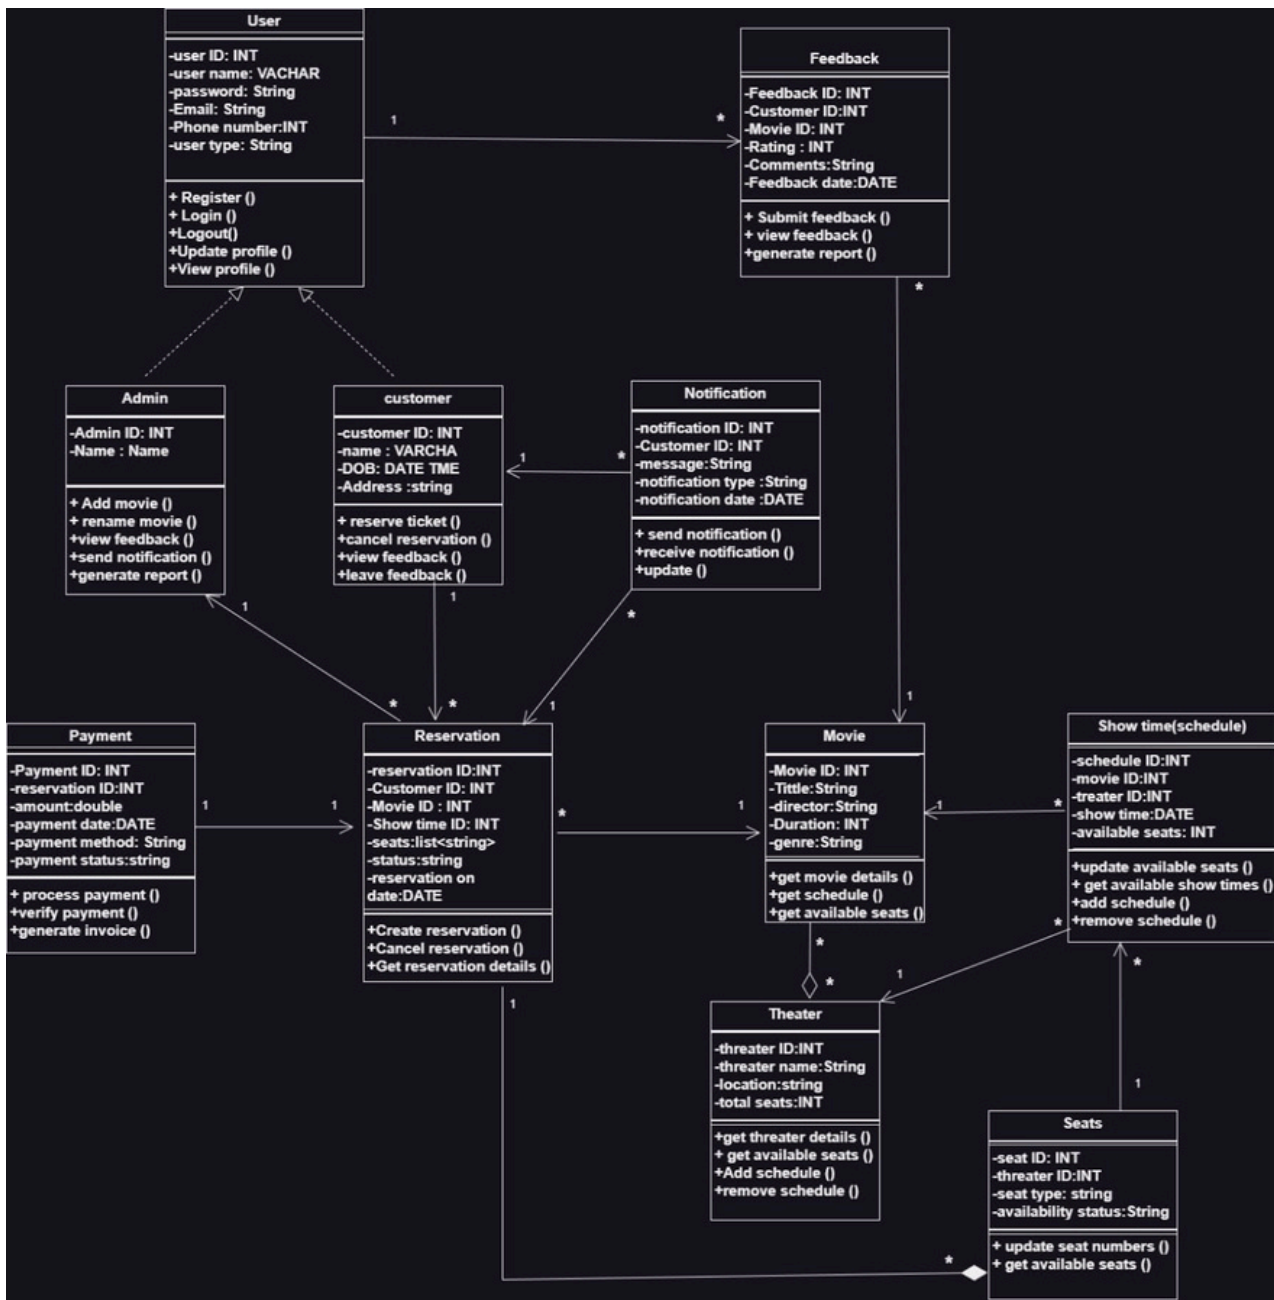 User
-user ID: INT
-user name: VACHAR
-password: String
-Email: String
-Phone number:INT
-user type: String
+ Register ()
+ Login ()
+Logout()
+Update profile ()
+View profile ()
1
*
Feedback
-Feedback ID: INT
-Customer ID:INT
-Movie ID: INT
-Rating : INT
-Comments:String
-Feedback date:DATE
+ Submit feedback ()
+ view feedback ()
+generate report ()
*
Admin
-Admin ID: INT
-Name : Name
+ Add movie ()
+ rename movie ()
+view feedback ()
+send notification ()
+generate report ()
1
customer
-customer ID: INT
-name : VARCHA
-DOB: DATE TME
-Address :string
+ reserve ticket ()
+cancel reservation ()
+view feedback ()
+leave feedback ()
1
1
*
Notification
-notification ID: INT
-Customer ID: INT
-message:String
-notification type :String
-notification date :DATE
+ send notification ()
+receive notification ()
+update ()
*
*
*
1
1
Payment
-Payment ID: INT
-reservation ID:INT
-amount:double
-payment date:DATE
-payment method: String
-payment status:string
+ process payment ()
+verify payment ()
+generate invoice ()
1
1
Reservation
-reservation ID:INT
-Customer ID: INT
-Movie ID : INT
-Show time ID: INT
-seats:list<string>
-status:string
-reservation on
date:DATE
+Create reservation ()
+Cancel reservation ()
+Get reservation details ()
1
*
1
Movie
-Movie ID: INT
-Tittle:String
-director:String
-Duration: INT
-genre:String
+get movie details ()
+get schedule ()
+get available seats ()
1
*
Show time(schedule)
-schedule ID:INT
-movie ID:INT
-treater ID:INT
-show time:DATE
-available seats: INT
+update available seats ()
+ get available show times ()
+add schedule ()
+remove schedule ()
*
*
1
*
*
Theater
-threater ID:INT
-threater name:String
-location:string
-total seats:INT
+get threater details ()
+ get available seats ()
+Add schedule ()
+remove schedule ()
1
Seats
-seat ID: INT
-threater ID:INT
-seat type: string
-availability status:String
+ update seat numbers ()
+ get available seats ()
*